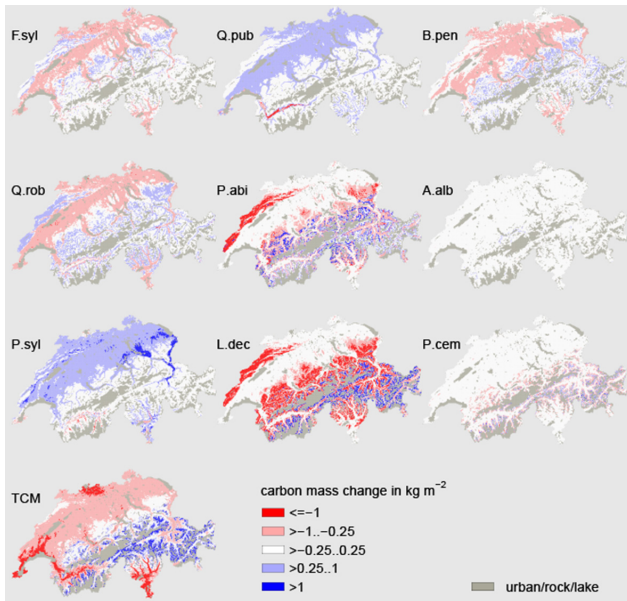 F.syl Q.pub B.pen
Q.rob P.abi A.alb
P.syl L.dec P.cem
TCM
carbon mass change in kg m⁻²
<=−1
>−1..−0.25
>−0.25..0.25
>0.25..1
>1
urban/rock/lake